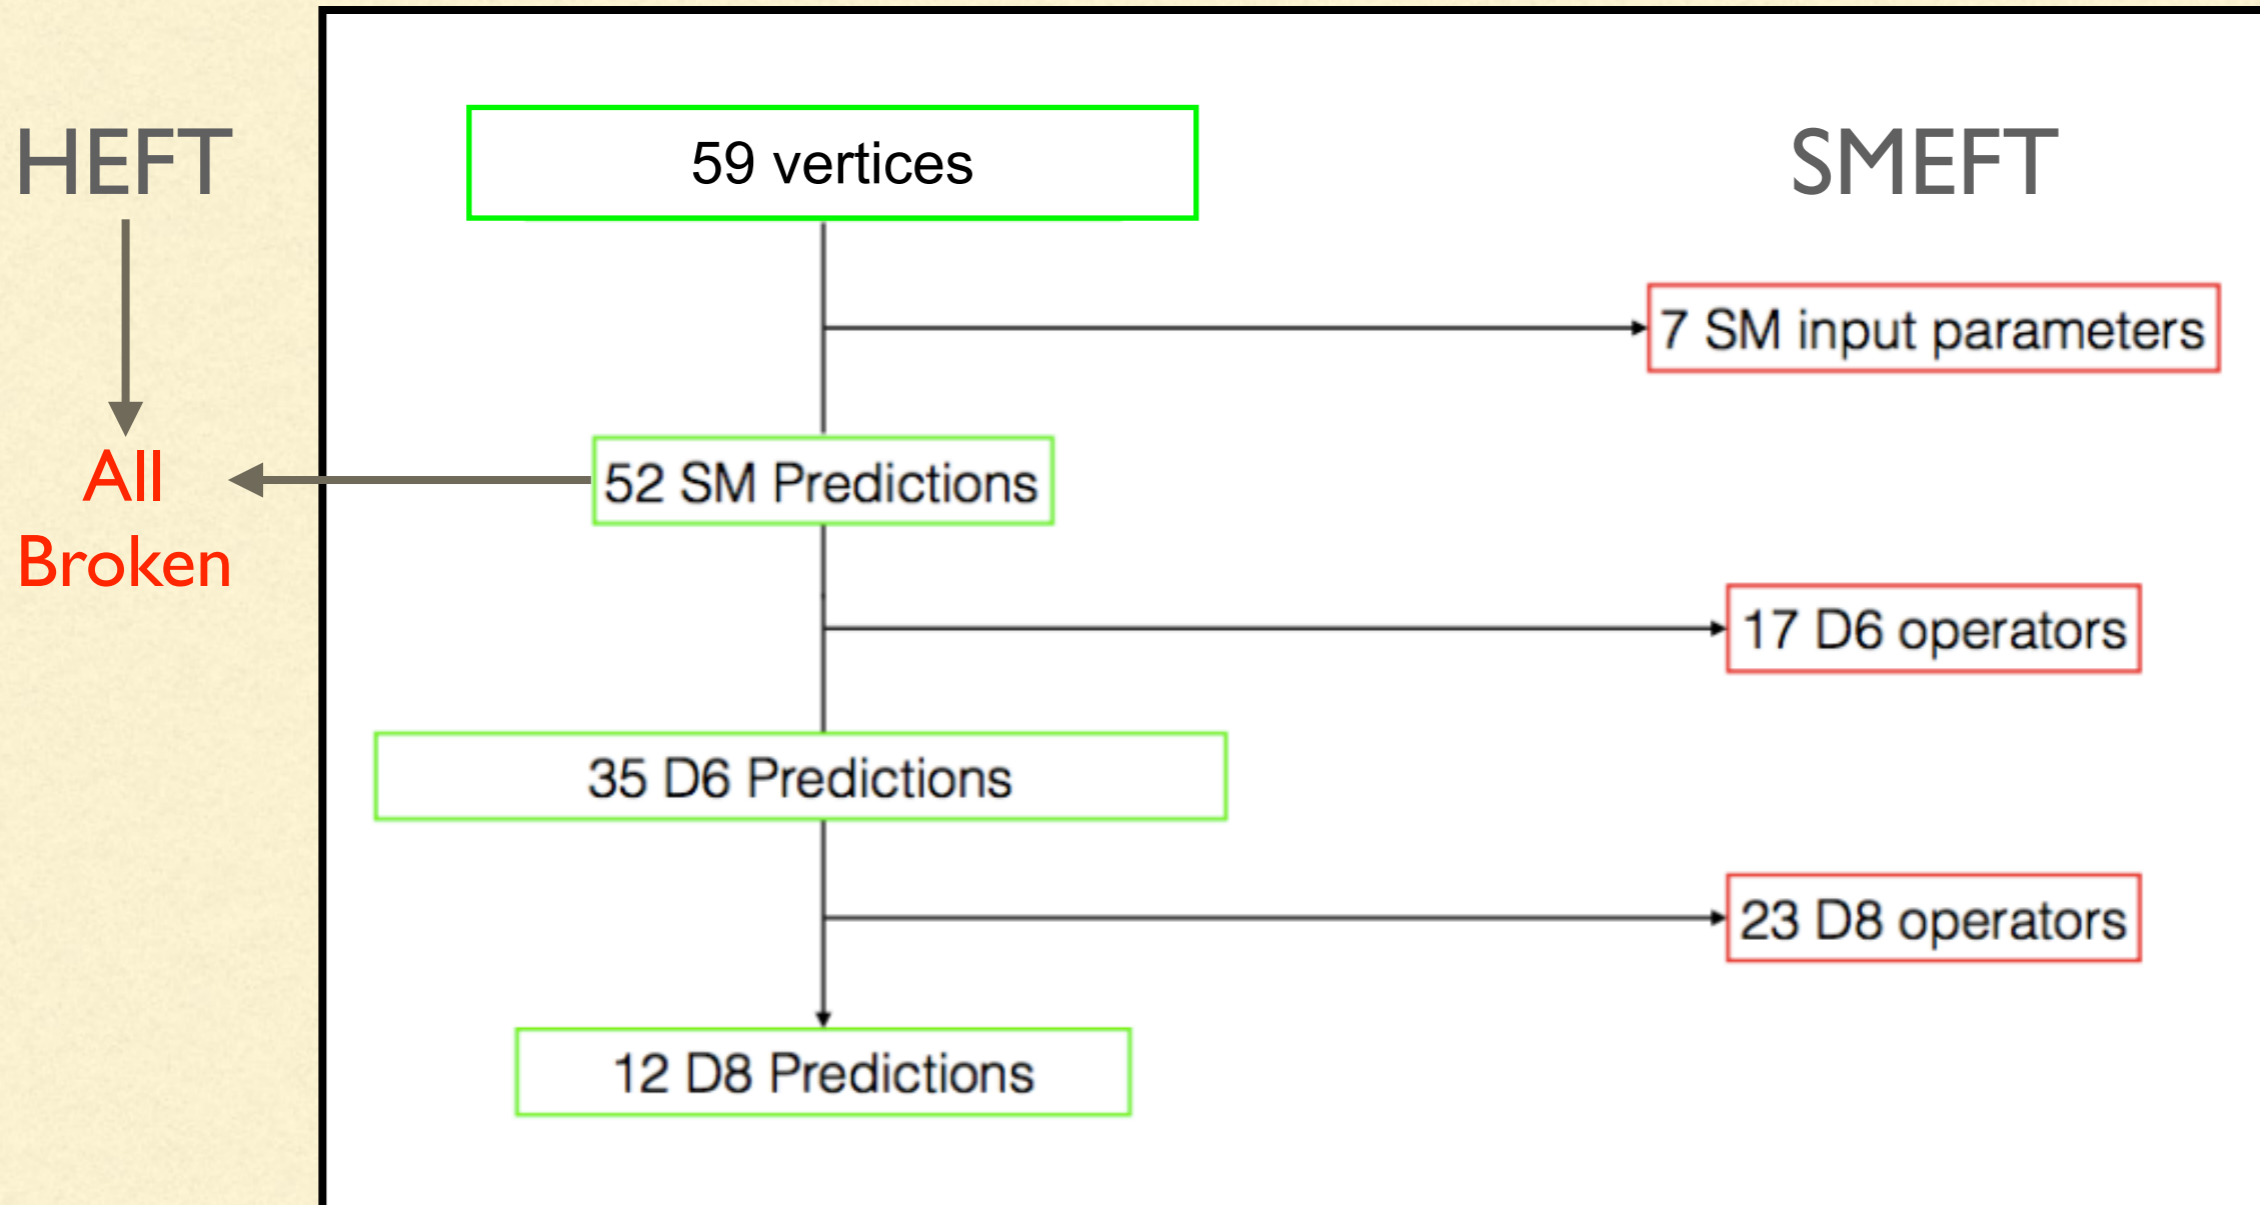 HEFT
59 vertices
SMEFT
7 SM input parameters
All
Broken
52 SM Predictions
17 D6 operators
35 D6 Predictions
23 D8 operators
12 D8 Predictions